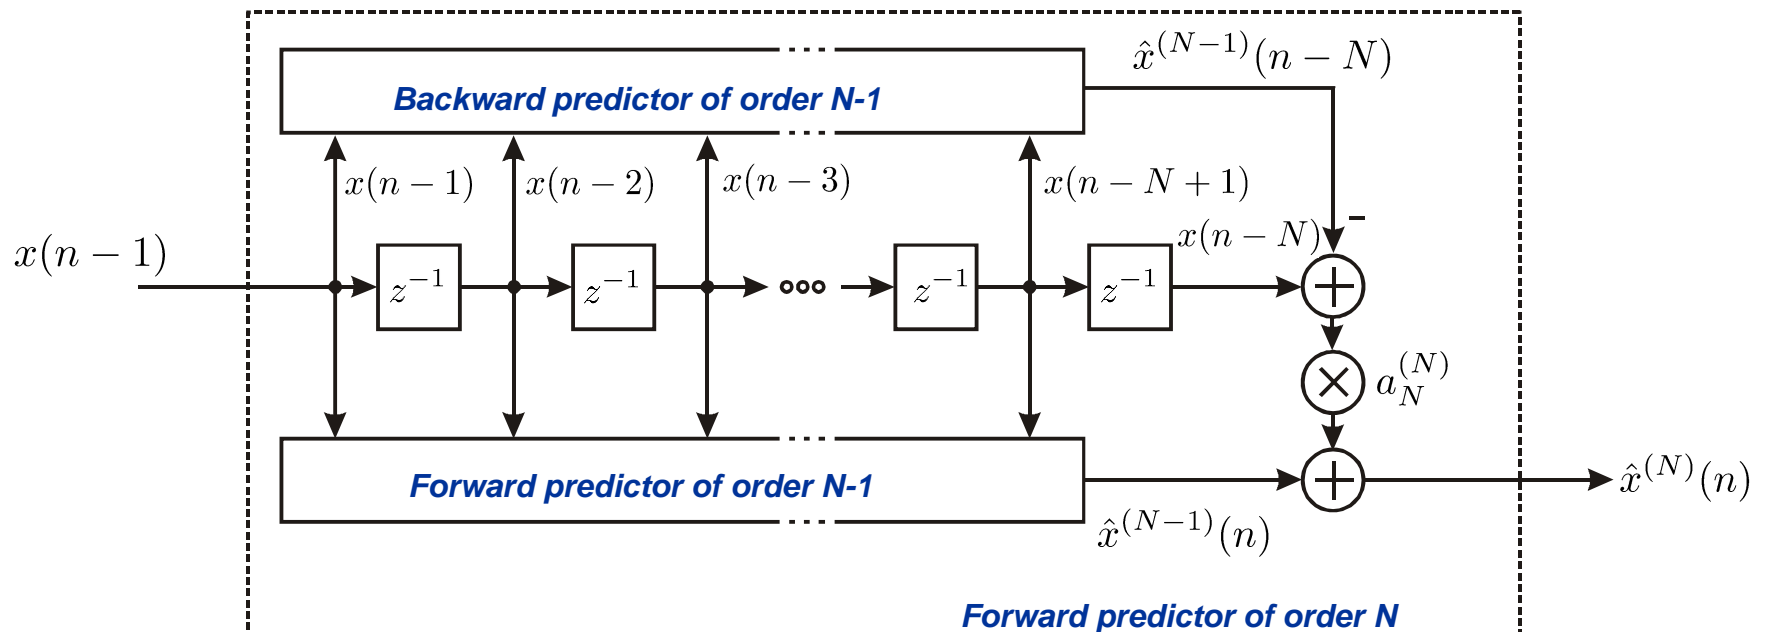 x̂^(N−1)(n − N)
Backward predictor of order N-1
x(n − 1) x(n − 2) x(n − 3) x(n − N + 1)
-
x(n − 1) x(n − N)
z^−1 z^−1 z^−1 z^−1 +
× a_N^(N)
Forward predictor of order N-1 + x̂^(N)(n)
x̂^(N−1)(n)
Forward predictor of order N